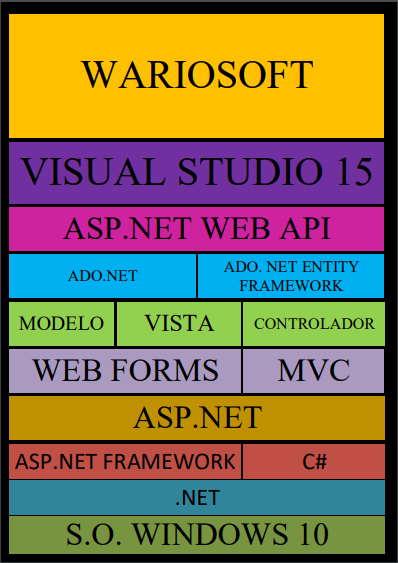 WARIOSOFT
VISUAL STUDIO 15
ASP.NET WEB API
ADO.NET
ADO. NET ENTITY
FRAMEWORK
MODELO
VISTA
CONTROLADOR
WEB FORMS
MVC
ASP.NET
ASP.NET FRAMEWORK
C#
.NET
S.O. WINDOWS 10